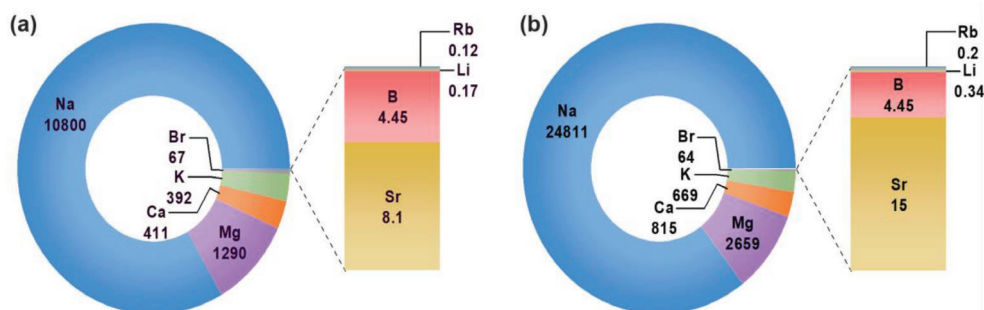 (a)
Na
10800
Br
67
K
392
Ca
411
Mg
1290
Rb
0.12
Li
0.17
B
4.45
Sr
8.1
(b)
Na
24811
Br
64
K
669
Ca
815
Mg
2659
Rb
0.2
Li
0.34
B
4.45
Sr
15